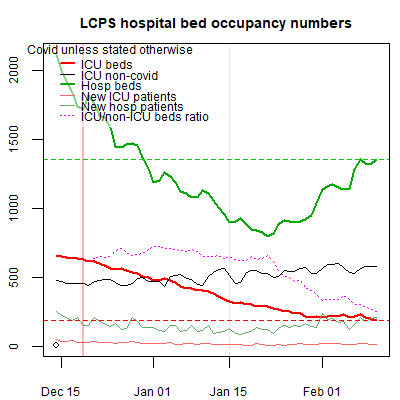 LCPS hospital bed occupancy numbers
Covid unless stated otherwise
ICU beds
ICU non-covid
Hosp beds
New ICU patients
New hosp patients
ICU/non-ICU beds ratio
2000
1500
1000
500
0
Dec 15
Jan 01
Jan 15
Feb 01